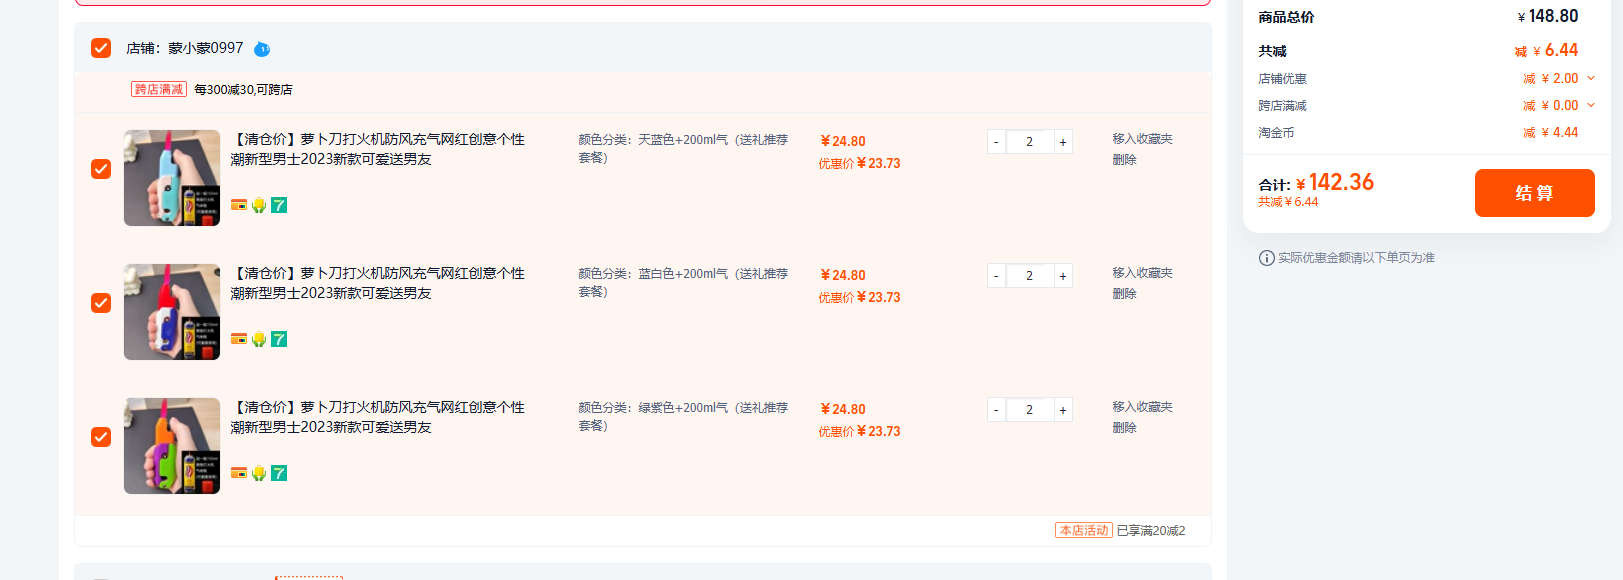 店铺：蒙小蒙0997
跨店满减 每300减30,可跨店
【清仓价】萝卜刀打火机防风充气网红创意个性
潮新型男士2023新款可爱送男友
颜色分类：天蓝色+200ml气（送礼推荐
套餐）
￥24.80
优惠价￥23.73
- 2 +
移入收藏夹
删除
7
【清仓价】萝卜刀打火机防风充气网红创意个性
潮新型男士2023新款可爱送男友
颜色分类：蓝白色+200ml气（送礼推荐
套餐）
￥24.80
优惠价￥23.73
- 2 +
移入收藏夹
删除
7
【清仓价】萝卜刀打火机防风充气网红创意个性
潮新型男士2023新款可爱送男友
颜色分类：绿紫色+200ml气（送礼推荐
套餐）
￥24.80
优惠价￥23.73
- 2 +
移入收藏夹
删除
7
本店活动 已享满20减2
商品总价 ￥148.80
共减 减 ￥6.44
店铺优惠 减 ￥2.00
跨店满减 减 ￥0.00
淘金币 减 ￥4.44
合计:￥142.36
共减￥6.44
结算
实际优惠金额请以下单页为准